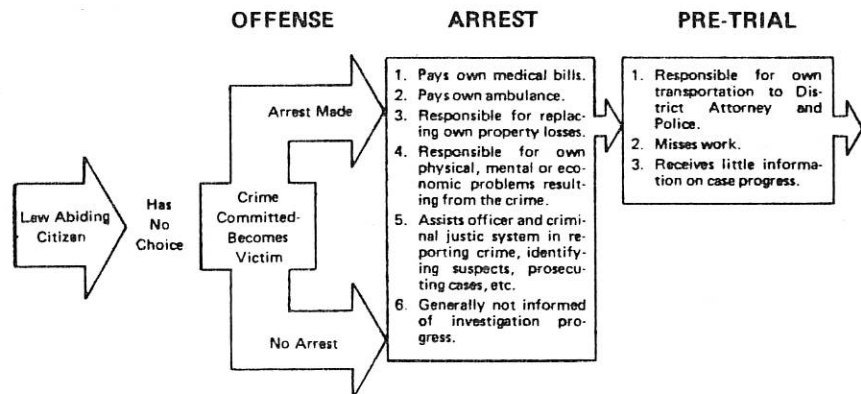 OFFENSE
ARREST
PRE-TRIAL
Law Abiding
Citizen
Has
No
Choice
Crime
Committed-
Becomes
Victim
Arrest Made
No Arrest
1. Pays own medical bills.
2. Pays own ambulance.
3. Responsible for replac-
ing own property losses.
4. Responsible for own
physical, mental or eco-
nomic problems result-
ing from the crime.
5. Assists officer and crim-
inal justic system in re-
porting crime, identify-
ing suspects, prosecu-
ting cases, etc.
6. Generally not informed
of investigation pro-
gress.
1. Responsible for own
transportation to Dis-
trict Attorney and
Police.
2. Misses work.
3. Receives little informa-
tion on case progress.